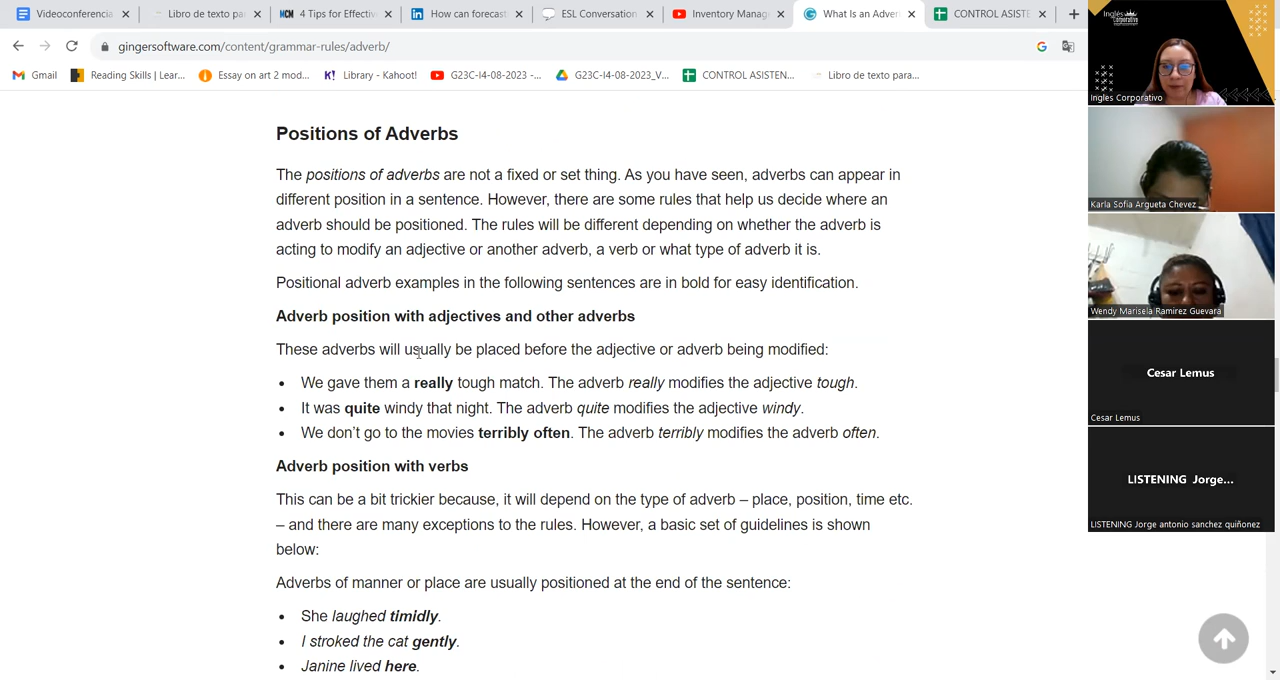 Videoconferencia
Libro de texto pa
4 Tips for Effectiv
How can forecast
ESL Conversation
Inventory Manag
What Is an Adver
CONTROL ASISTE
gingersoftware.com/content/grammar-rules/adverb/
Gmail
Reading Skills | Lear...
Essay on art 2 mod...
Library - Kahoot!
G23C-I4-08-2023 -...
G23C-I4-08-2023_V...
CONTROL ASISTEN...
Libro de texto para...
Positions of Adverbs
The positions of adverbs are not a fixed or set thing. As you have seen, adverbs can appear in
different position in a sentence. However, there are some rules that help us decide where an
adverb should be positioned. The rules will be different depending on whether the adverb is
acting to modify an adjective or another adverb, a verb or what type of adverb it is.
Positional adverb examples in the following sentences are in bold for easy identification.
Adverb position with adjectives and other adverbs
These adverbs will usually be placed before the adjective or adverb being modified:
• We gave them a really tough match. The adverb really modifies the adjective tough.
• It was quite windy that night. The adverb quite modifies the adjective windy.
• We don’t go to the movies terribly often. The adverb terribly modifies the adverb often.
Adverb position with verbs
This can be a bit trickier because, it will depend on the type of adverb – place, position, time etc.
– and there are many exceptions to the rules. However, a basic set of guidelines is shown
below:
Adverbs of manner or place are usually positioned at the end of the sentence:
• She laughed timidly.
• I stroked the cat gently.
• Janine lived here.
Inglés
Corporativo
Ingles Corporativo
Karla Sofia Argueta Chevez
Wendy Marisela Ramirez Guevara
Cesar Lemus
Cesar Lemus
LISTENING Jorge...
LISTENING Jorge antonio sanchez quiñonez